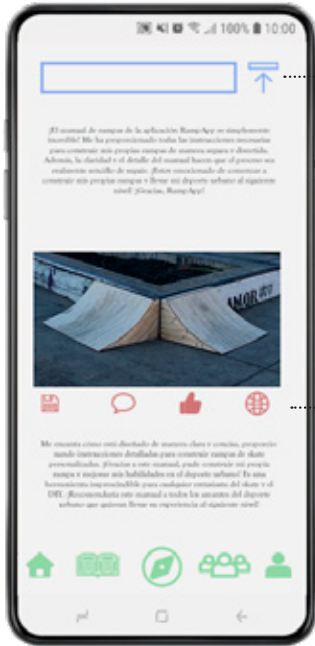 100% 10:00
¡El manual de rampas de la aplicación RampApp es simplemente
increíble! Me ha proporcionado todas las instrucciones necesarias
para construir mis propias rampas de manera segura y divertida.
Además, la claridad y el detalle del manual hacen que el proceso sea
realmente sencillo de seguir. ¡Estoy emocionado de comenzar a
construir mis propias rampas y llevar mi deporte urbano al siguiente
nivel! ¡Gracias, RampApp!
Me encanta cómo está diseñado de manera clara y concisa, proporcio
nando instrucciones detalladas para construir rampas de skate
personalizadas. ¡Gracias a este manual, pude construir mi propia
rampa y mejorar mis habilidades en el deporte urbano! Es una
herramienta imprescindible para cualquier entusiasta del skate y el
DIY. ¡Recomendaría este manual a todos los amantes del deporte
urbano que quieran llevar su experiencia al siguiente nivel!